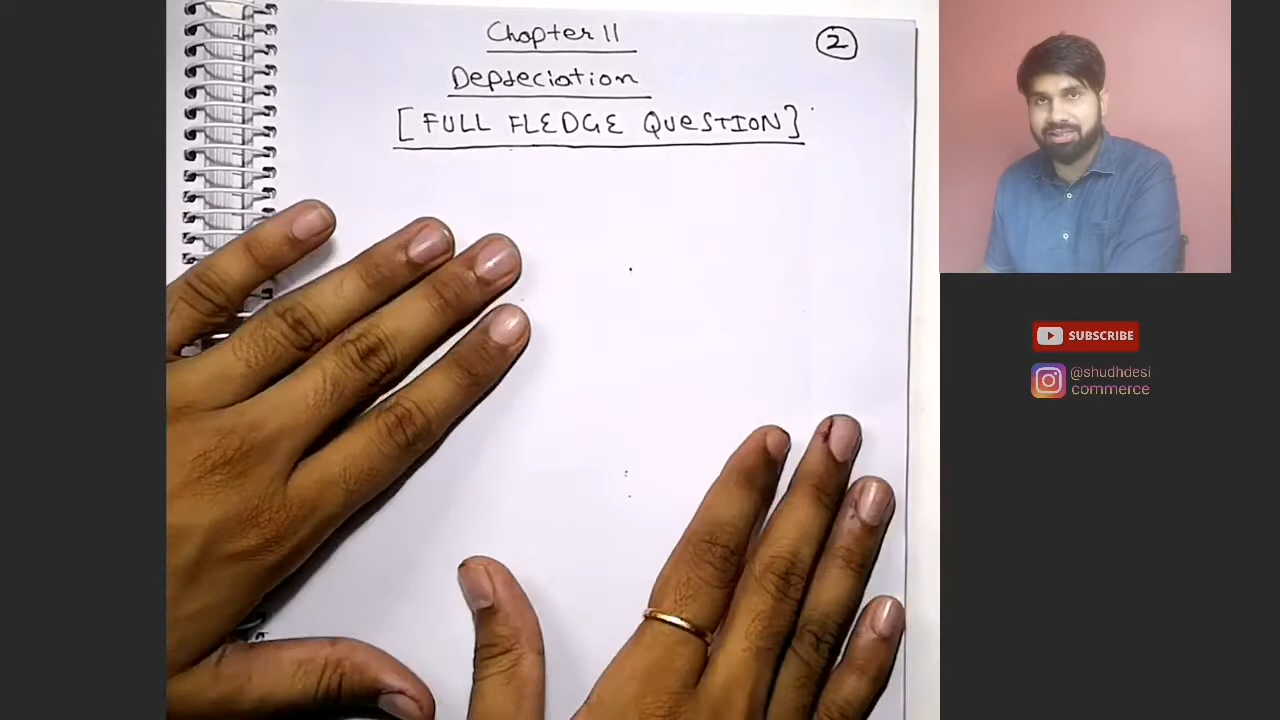 Chapter 11
2
Depreciation
[FULL FLEDGE QUESTION]
SUBSCRIBE
@shudhdesi
commerce